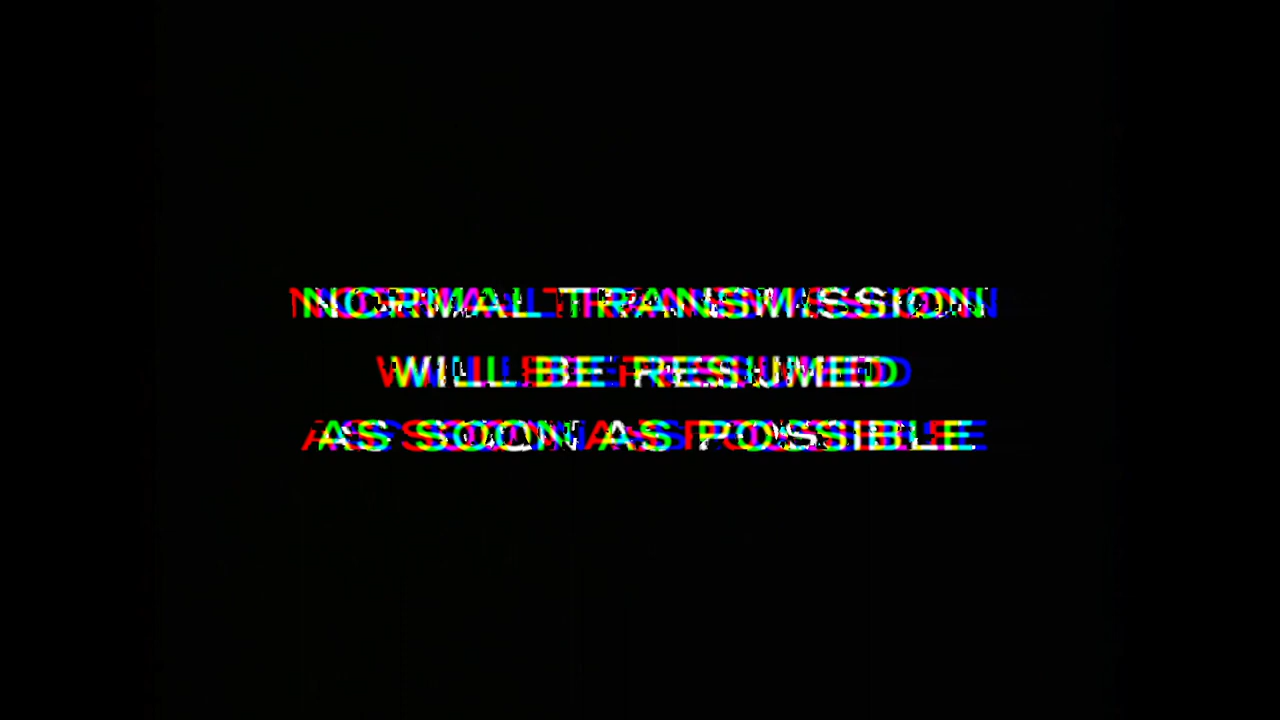 NORMAL TRANSMISSION
WILL BE RESUMED
AS SOON AS POSSIBLE